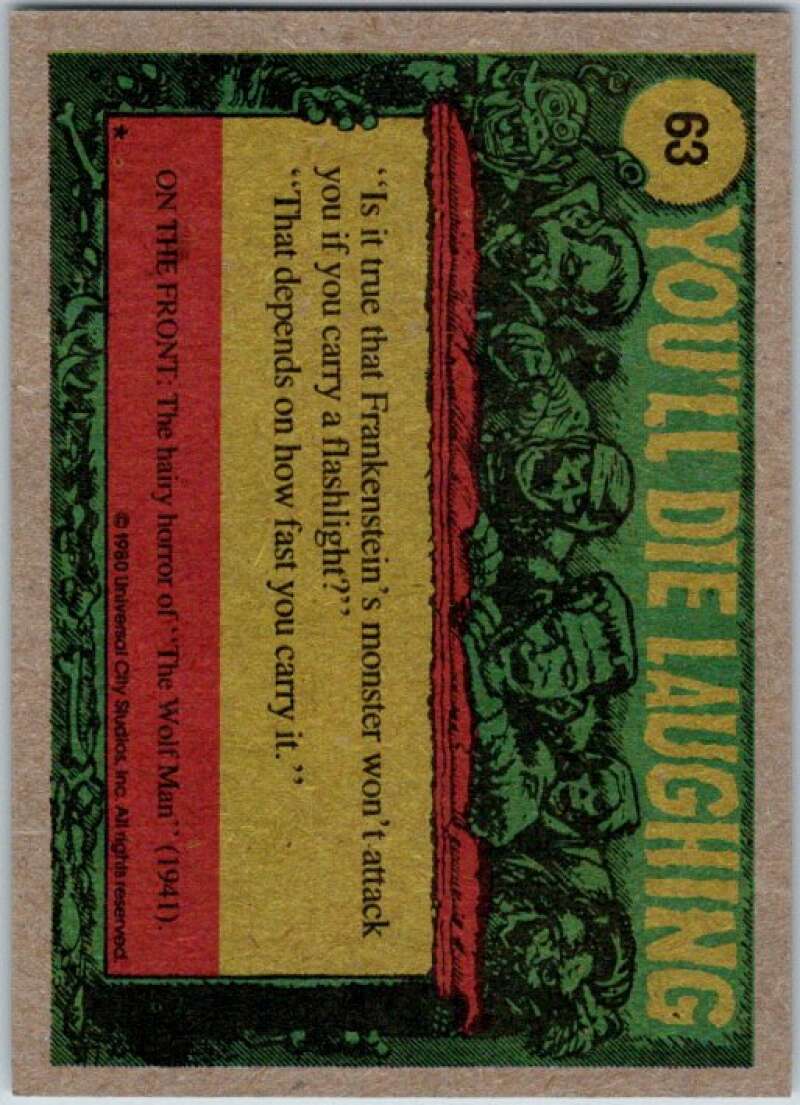 63
YOU'LL DIE LAUGHING
“Is it true that Frankenstein's monster won't attack
you if you carry a flashlight?”
“That depends on how fast you carry it.”
ON THE FRONT: The hairy horror of “The Wolf Man” (1941).
* © 1980 Universal City Studios, Inc. All rights reserved.